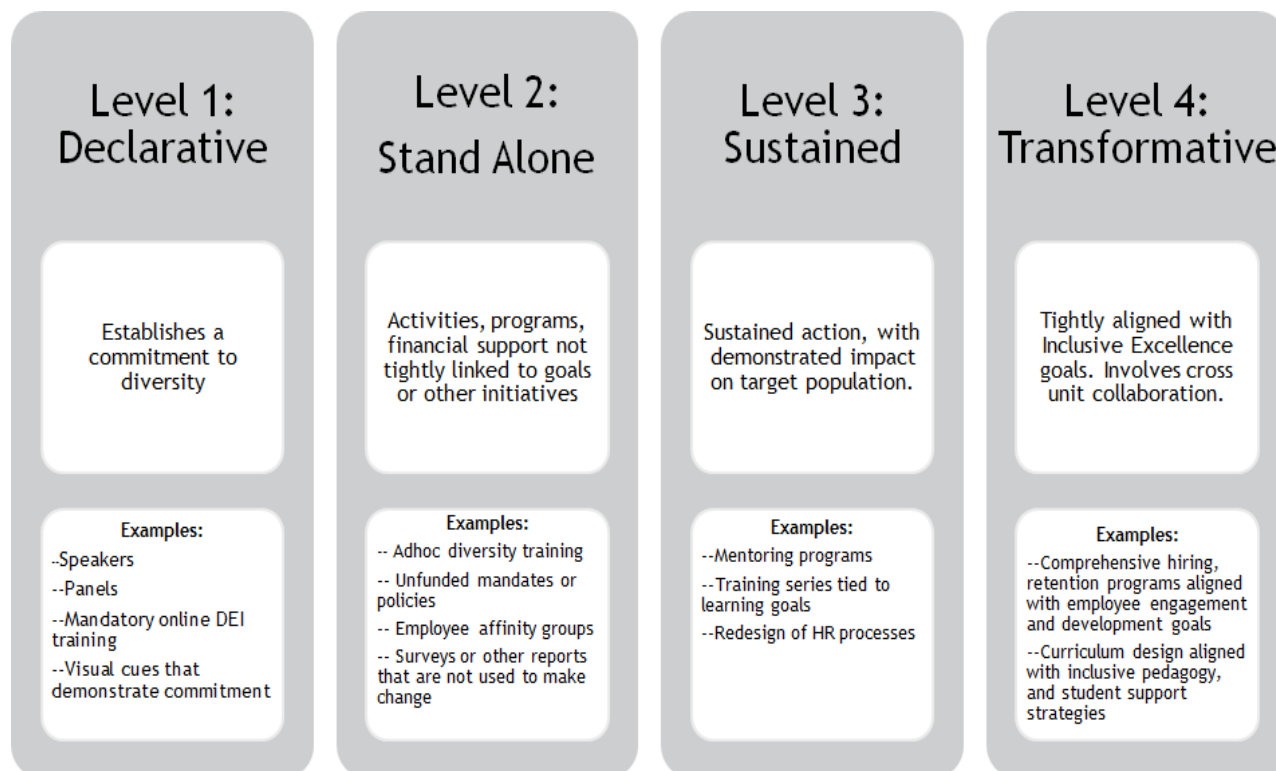 Level 1:
Declarative
Establishes a
commitment to
diversity
Examples:
--Speakers
--Panels
--Mandatory online DEI
training
--Visual cues that
demonstrate commitment
Level 2:
Stand Alone
Activities, programs,
financial support not
tightly linked to goals
or other initiatives
Examples:
-- Adhoc diversity training
-- Unfunded mandates or
policies
-- Employee affinity groups
-- Surveys or other reports
that are not used to make
change
Level 3:
Sustained
Sustained action, with
demonstrated impact
on target population.
Examples:
--Mentoring programs
--Training series tied to
learning goals
--Redesign of HR processes
Level 4:
Transformative
Tightly aligned with
Inclusive Excellence
goals. Involves cross
unit collaboration.
Examples:
--Comprehensive hiring,
retention programs aligned
with employee engagement
and development goals
--Curriculum design aligned
with inclusive pedagogy,
and student support
strategies